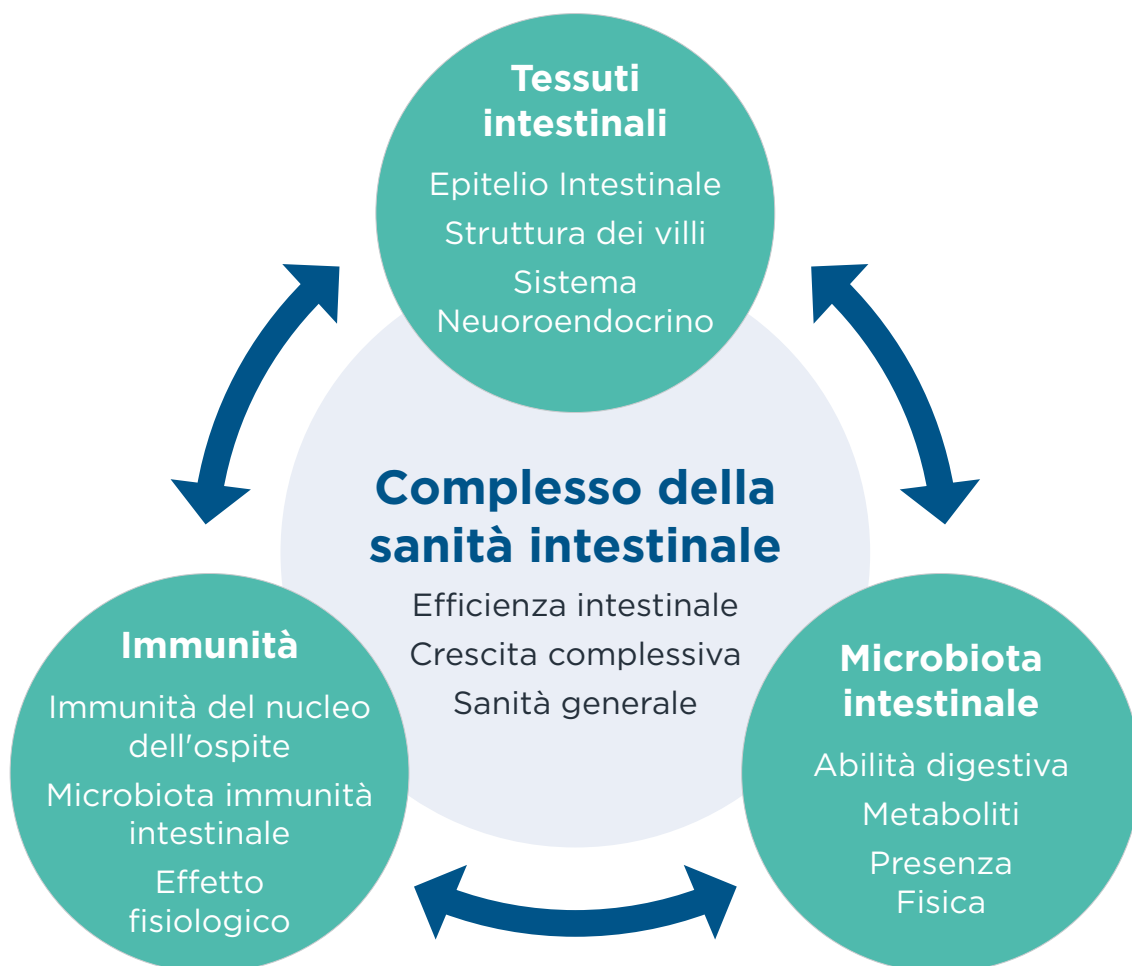 Tessuti
intestinali
Epitelio Intestinale
Struttura dei villi
Sistema
Neuoroendocrino
Complesso della
sanità intestinale
Efficienza intestinale
Crescita complessiva
Sanità generale
Immunità
Immunità del nucleo
dell'ospite
Microbiota immunità
intestinale
Effetto
fisiologico
Microbiota
intestinale
Abilità digestiva
Metaboliti
Presenza
Fisica